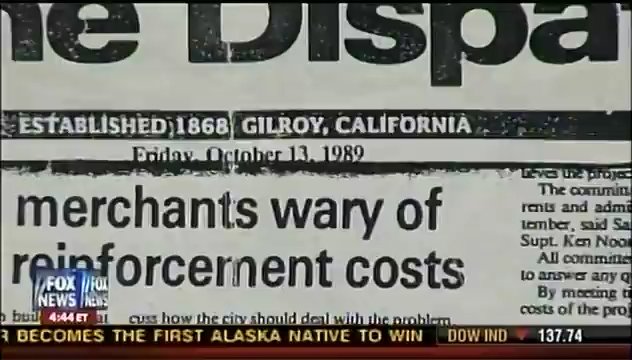 he Dispa
ESTABLISHED 1868 GILROY, CALIFORNIA
Friday, October 13, 1989
merchants wary of
reinforcement costs
cuss how the city should deal with the problem
The committ
rents and admi
tember, said Sa
Supt. Ken Noo
All committe
to answer any q
By meeting t
costs of the proj
FOX
NEWS
4:44 ET
R BECOMES THE FIRST ALASKA NATIVE TO WIN
DOW IND 137.74